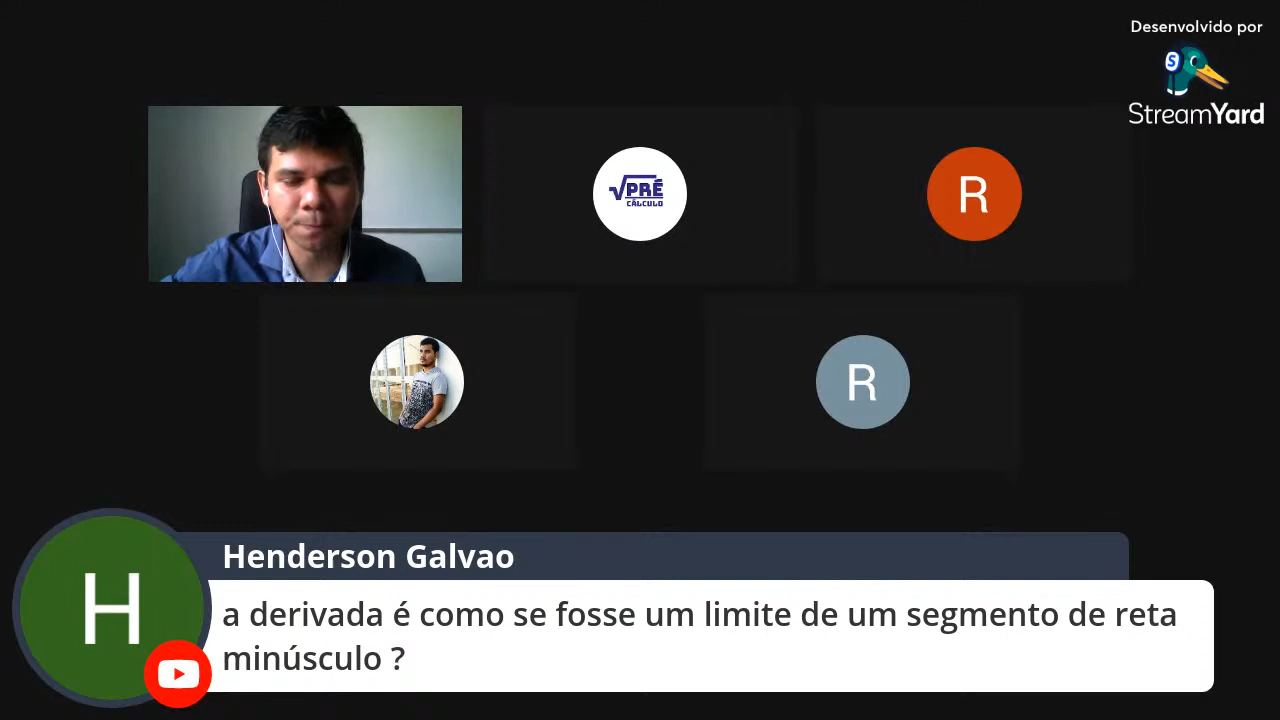 Desenvolvido por
S
StreamYard
√PRÉ
CÁLCULO
R
R
H
Henderson Galvao
a derivada é como se fosse um limite de um segmento de reta
minúsculo ?